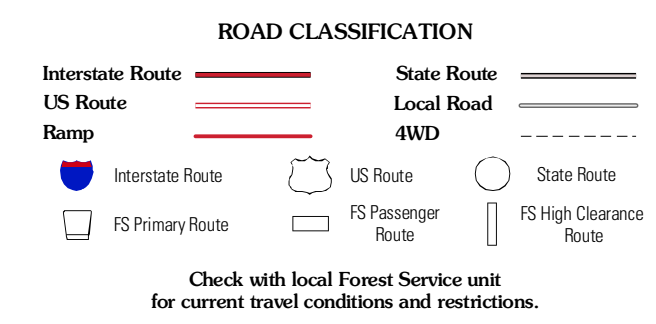 ROAD CLASSIFICATION
Interstate Route
State Route
US Route
Local Road
Ramp
4WD
Interstate Route
US Route
State Route
FS Primary Route
FS Passenger
Route
FS High Clearance
Route
Check with local Forest Service unit
for current travel conditions and restrictions.